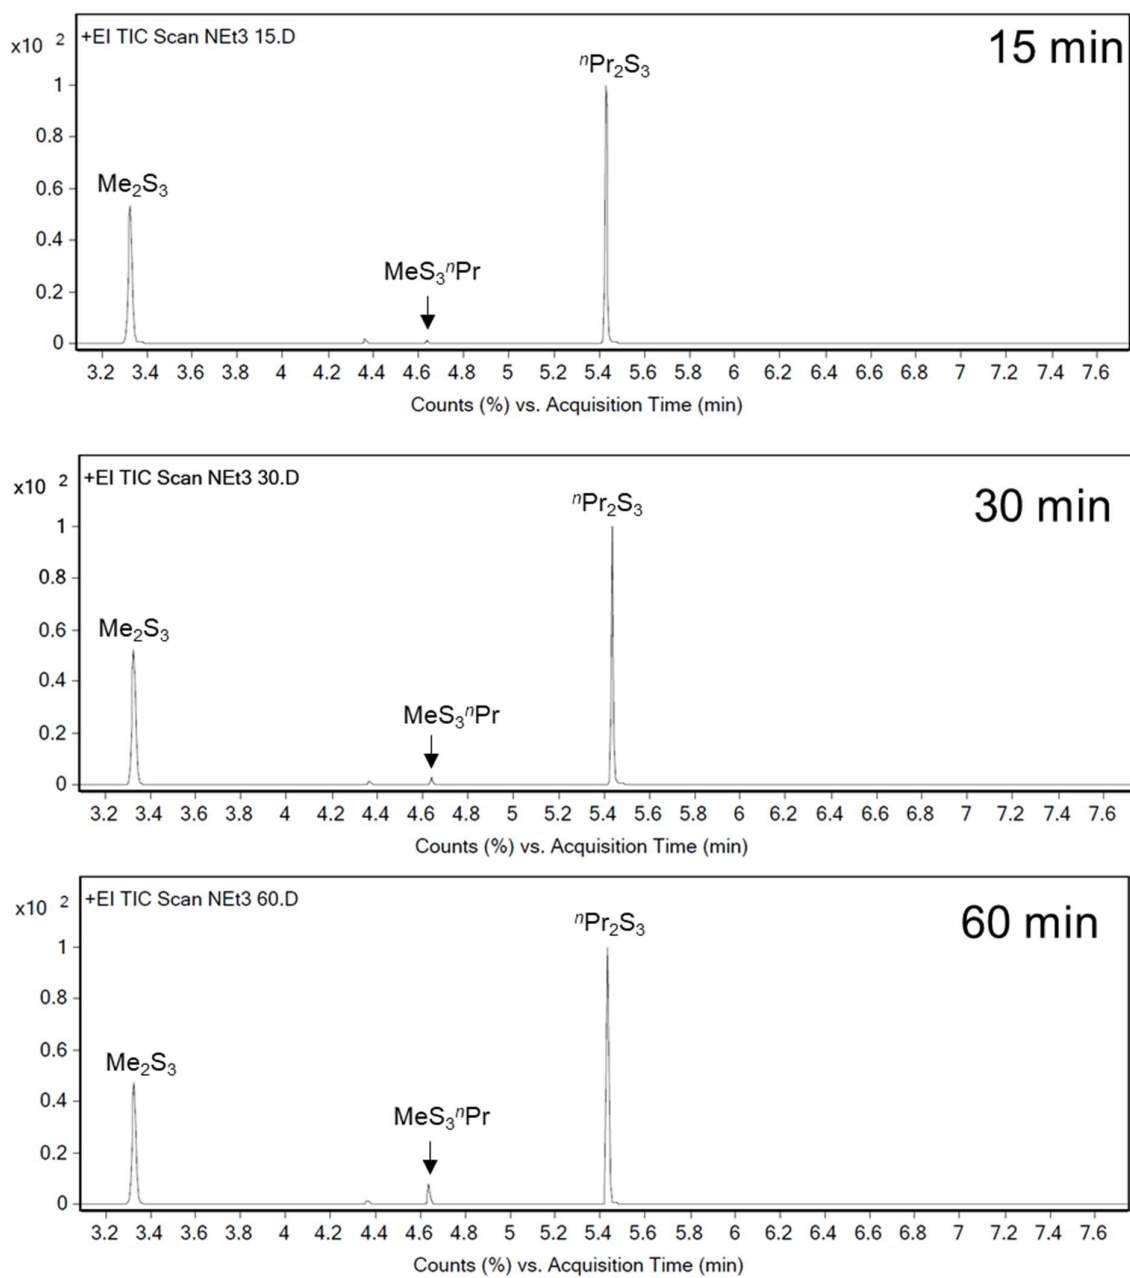 +EI TIC Scan NEt3 15.D
15 min
x10 2
ⁿPr₂S₃
1
0.8
Me₂S₃
0.6
0.4
MeS₃ⁿPr
0.2
0
3.2 3.4 3.6 3.8 4 4.2 4.4 4.6 4.8 5 5.2 5.4 5.6 5.8 6 6.2 6.4 6.6 6.8 7 7.2 7.4 7.6
Counts (%) vs. Acquisition Time (min)
+EI TIC Scan NEt3 30.D
x10 2
30 min
ⁿPr₂S₃
1
0.8
Me₂S₃
0.6
0.4
MeS₃ⁿPr
0.2
0
3.2 3.4 3.6 3.8 4 4.2 4.4 4.6 4.8 5 5.2 5.4 5.6 5.8 6 6.2 6.4 6.6 6.8 7 7.2 7.4 7.6
Counts (%) vs. Acquisition Time (min)
+EI TIC Scan NEt3 60.D
x10 2
60 min
ⁿPr₂S₃
1
0.8
Me₂S₃
0.6
0.4
MeS₃ⁿPr
0.2
0
3.2 3.4 3.6 3.8 4 4.2 4.4 4.6 4.8 5 5.2 5.4 5.6 5.8 6 6.2 6.4 6.6 6.8 7 7.2 7.4 7.6
Counts (%) vs. Acquisition Time (min)